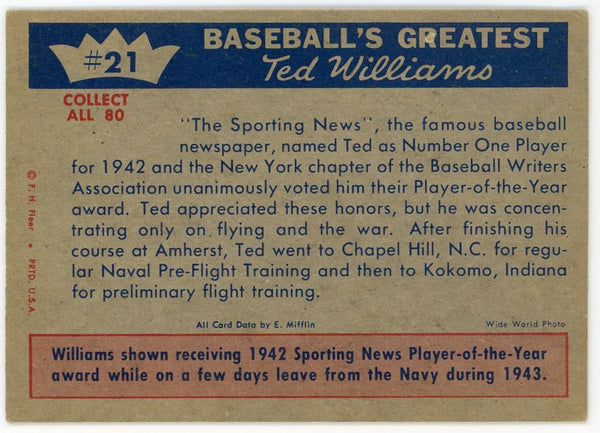 #21
BASEBALL'S GREATEST
Ted Williams
COLLECT
ALL 80
"The Sporting News", the famous baseball
newspaper, named Ted as Number One Player
for 1942 and the New York chapter of the Baseball Writers
Association unanimously voted him their Player-of-the-Year
award. Ted appreciated these honors, but he was concen-
trating only on flying and the war. After finishing his
course at Amherst, Ted went to Chapel Hill, N.C. for regu-
lar Naval Pre-Flight Training and then to Kokomo, Indiana
for preliminary flight training.
© F. H. Fleer • PRTD. U.S.A.
All Card Data by E. Mifflin
Wide World Photo
Williams shown receiving 1942 Sporting News Player-of-the-Year
award while on a few days leave from the Navy during 1943.